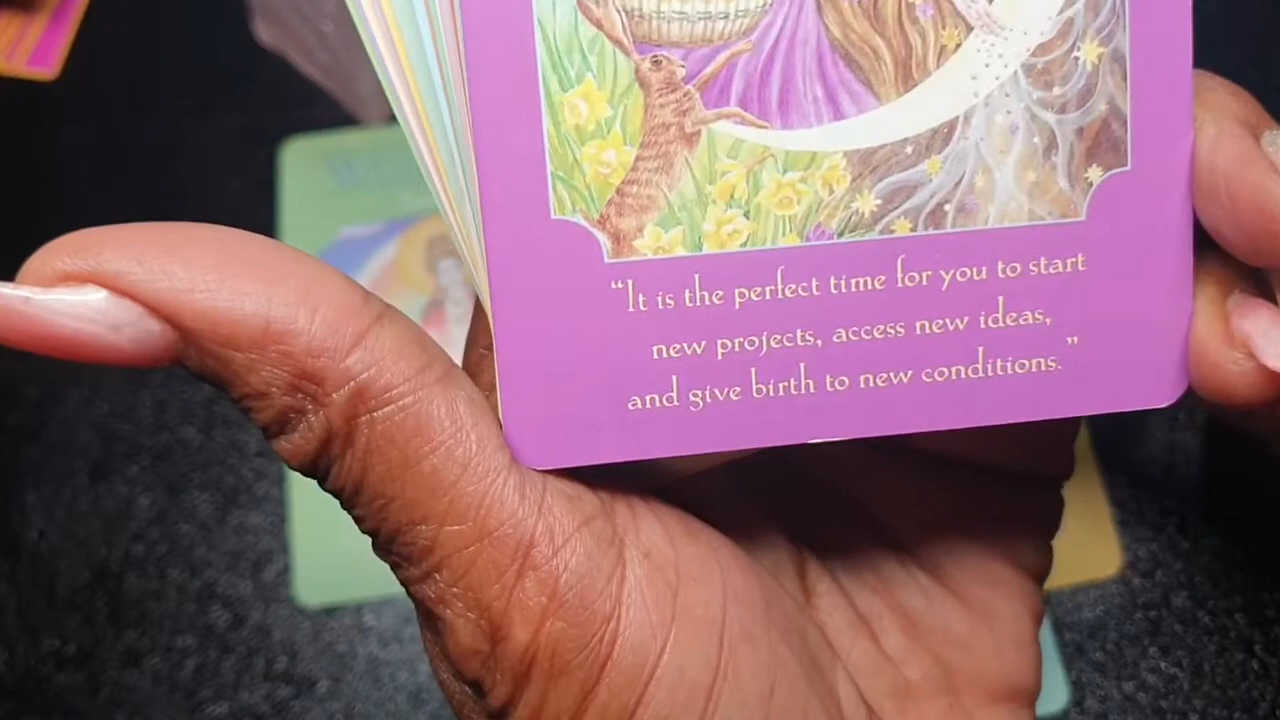 “It is the perfect time for you to start
new projects, access new ideas,
and give birth to new conditions.”